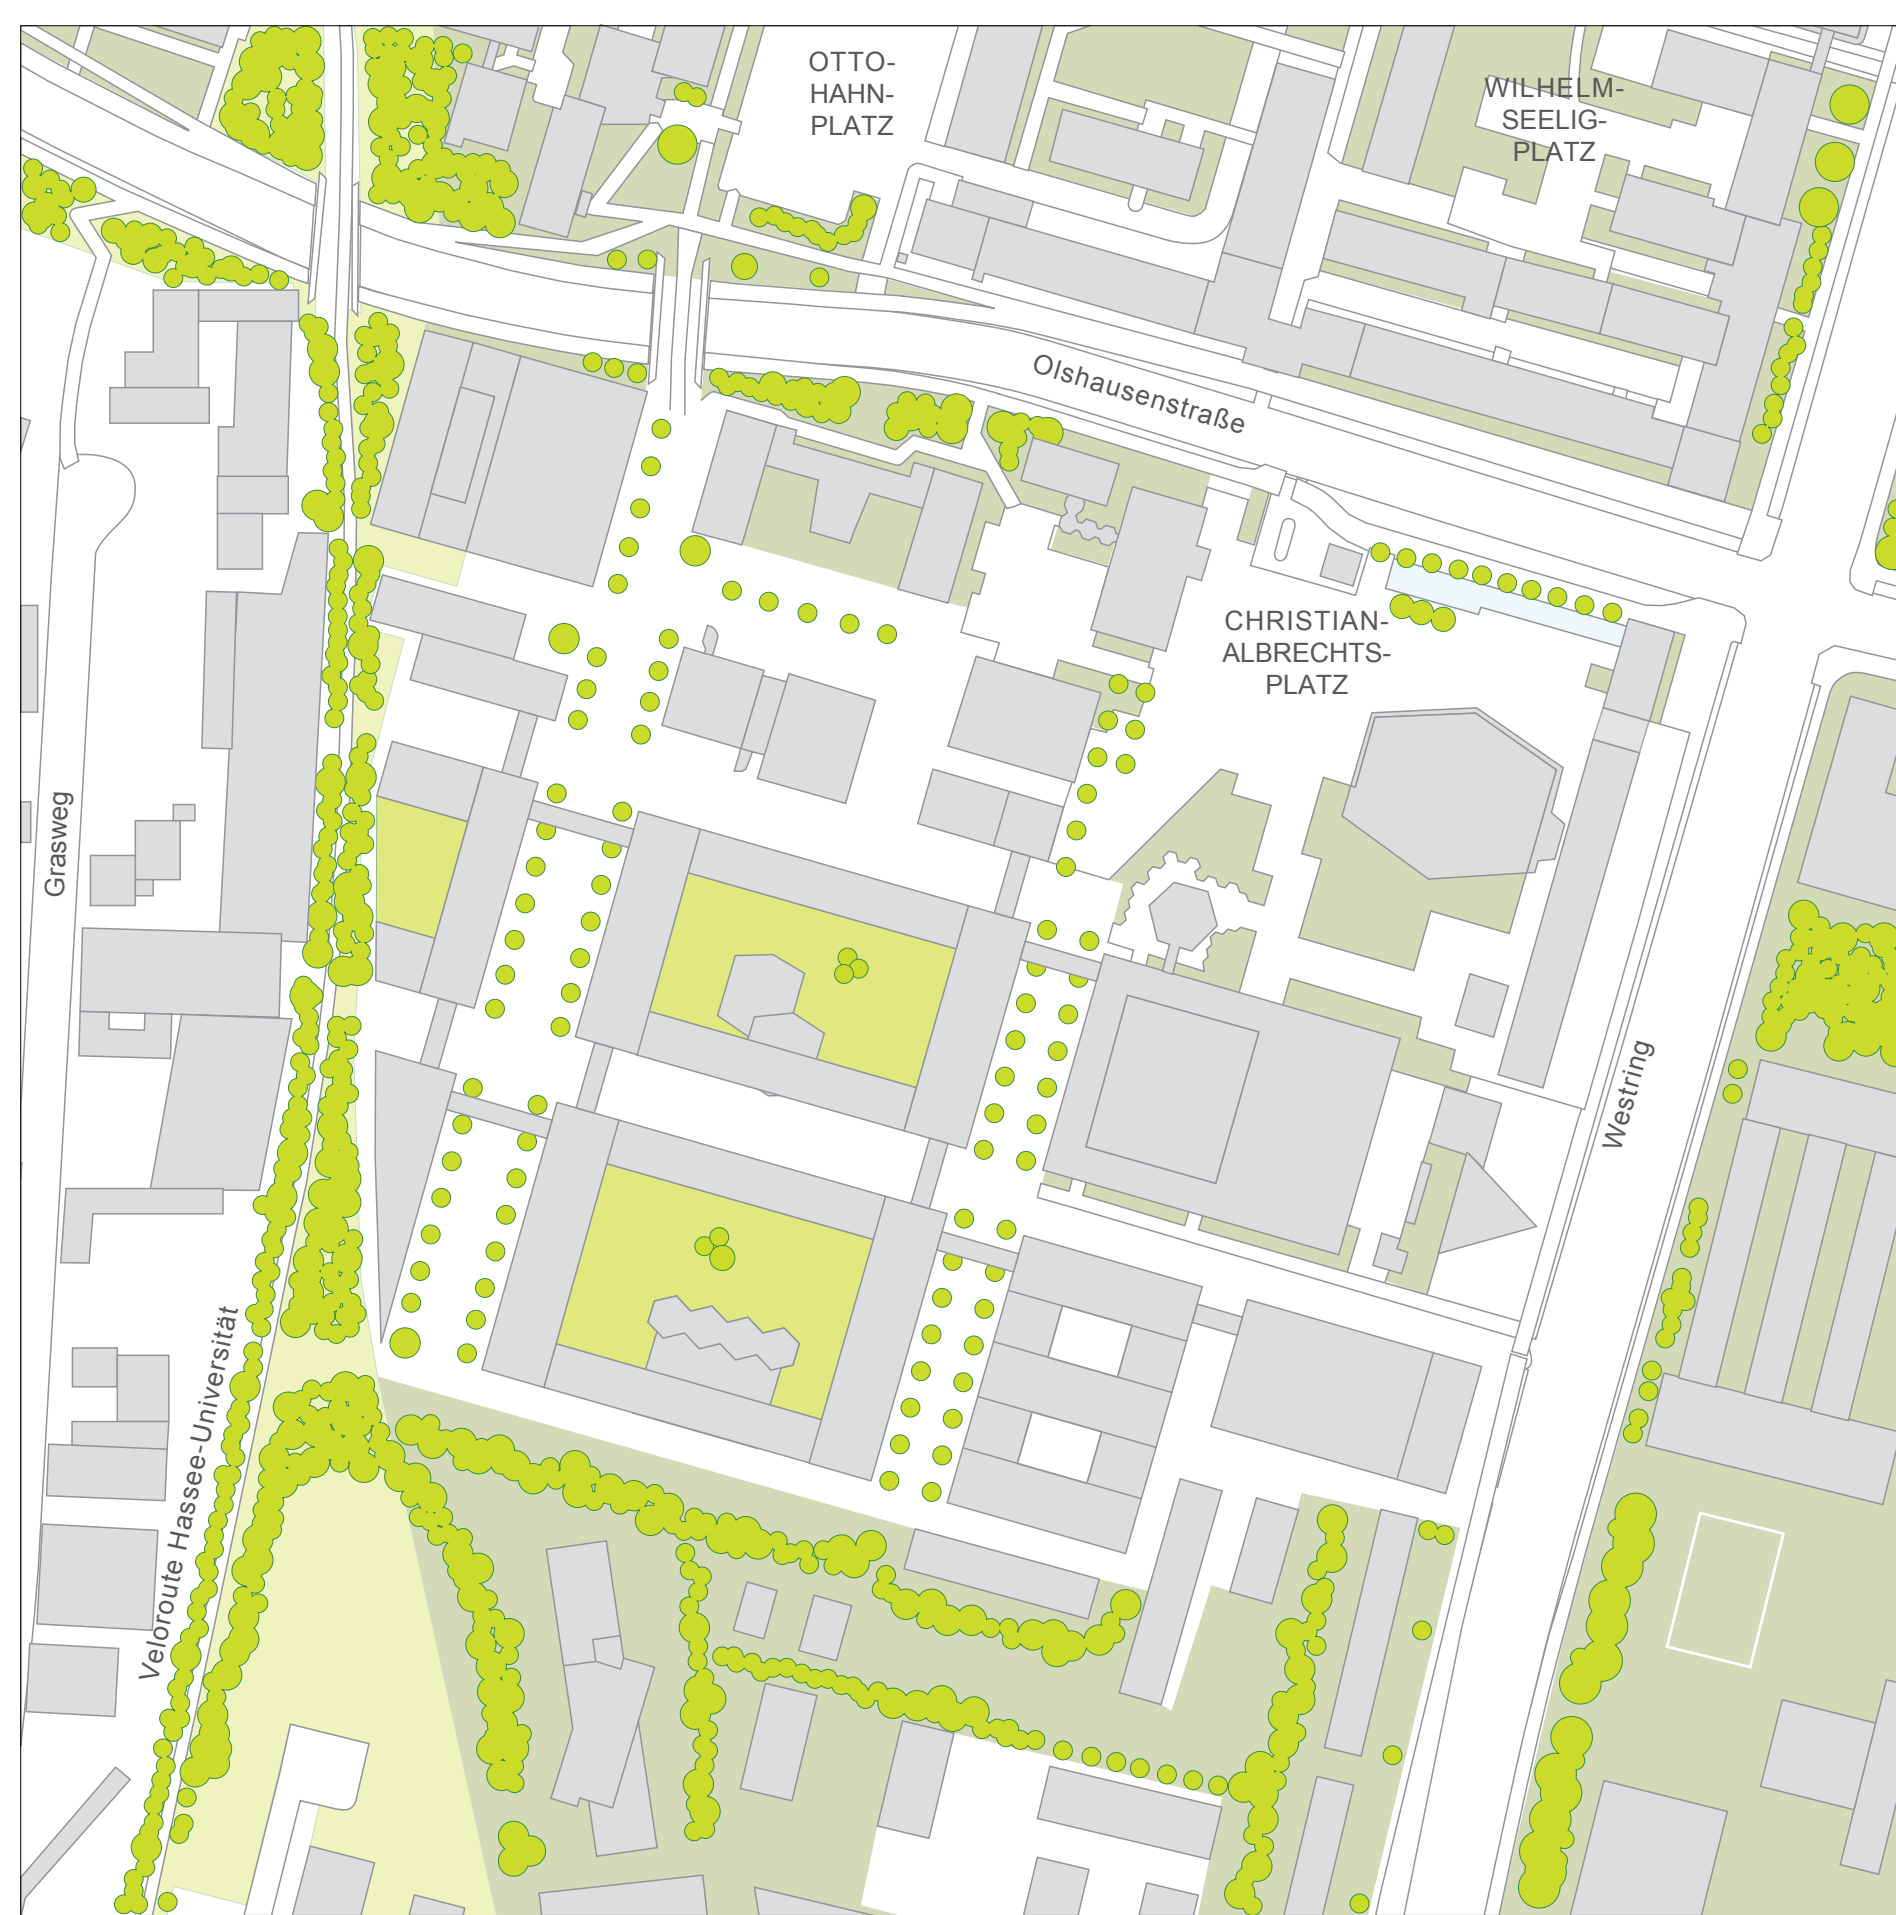 OTTO-
HAHN-
PLATZ
WILHELM-
SEELIG-
PLATZ
Olshausenstraße
CHRISTIAN-
ALBRECHTS-
PLATZ
Grasweg
Westring
Veloroute Hassee-Universität